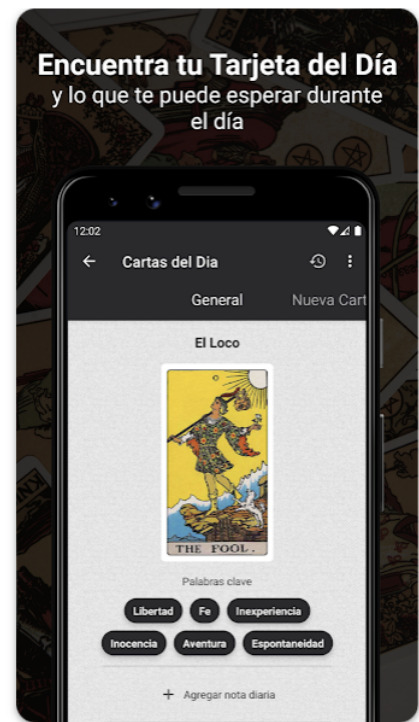 Encuentra tu Tarjeta del Día
y lo que te puede esperar durante
el día
12:02
Cartas del Dia
General Nueva Cart
El Loco
THE FOOL.
Palabras clave
Libertad Fe Inexperiencia
Inocencia Aventura Espontaneidad
+ Agregar nota diaria